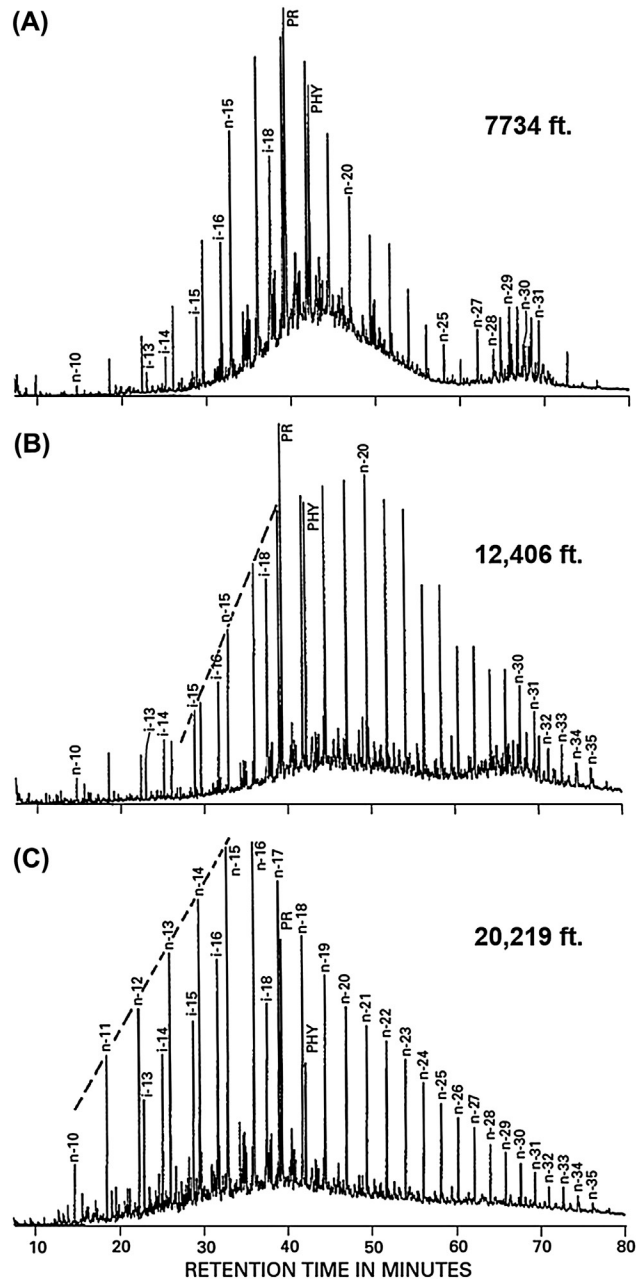 (A)
PR
PHY
7734 ft.
n-15
i-18
n-20
i-16
i-15
n-10
i-13
i-14
n-25
n-27
n-28
n-29
n-30
n-31
(B)
PR
PHY
n-20
12,406 ft.
i-18
n-15
i-16
i-15
i-13
i-14
n-10
n-30
n-31
n-32
n-33
n-34
n-35
(C)
n-15
n-16
n-17
n-14
PR
n-18
20,219 ft.
n-13
i-16
n-19
n-12
i-18
n-20
n-11
i-15
n-21
i-14
PHY
n-22
i-13
n-23
n-24
n-25
n-26
n-10
n-27
n-28
n-29
n-30
n-31
n-32
n-33
n-34
n-35
10 20 30 40 50 60 70 80
RETENTION TIME IN MINUTES